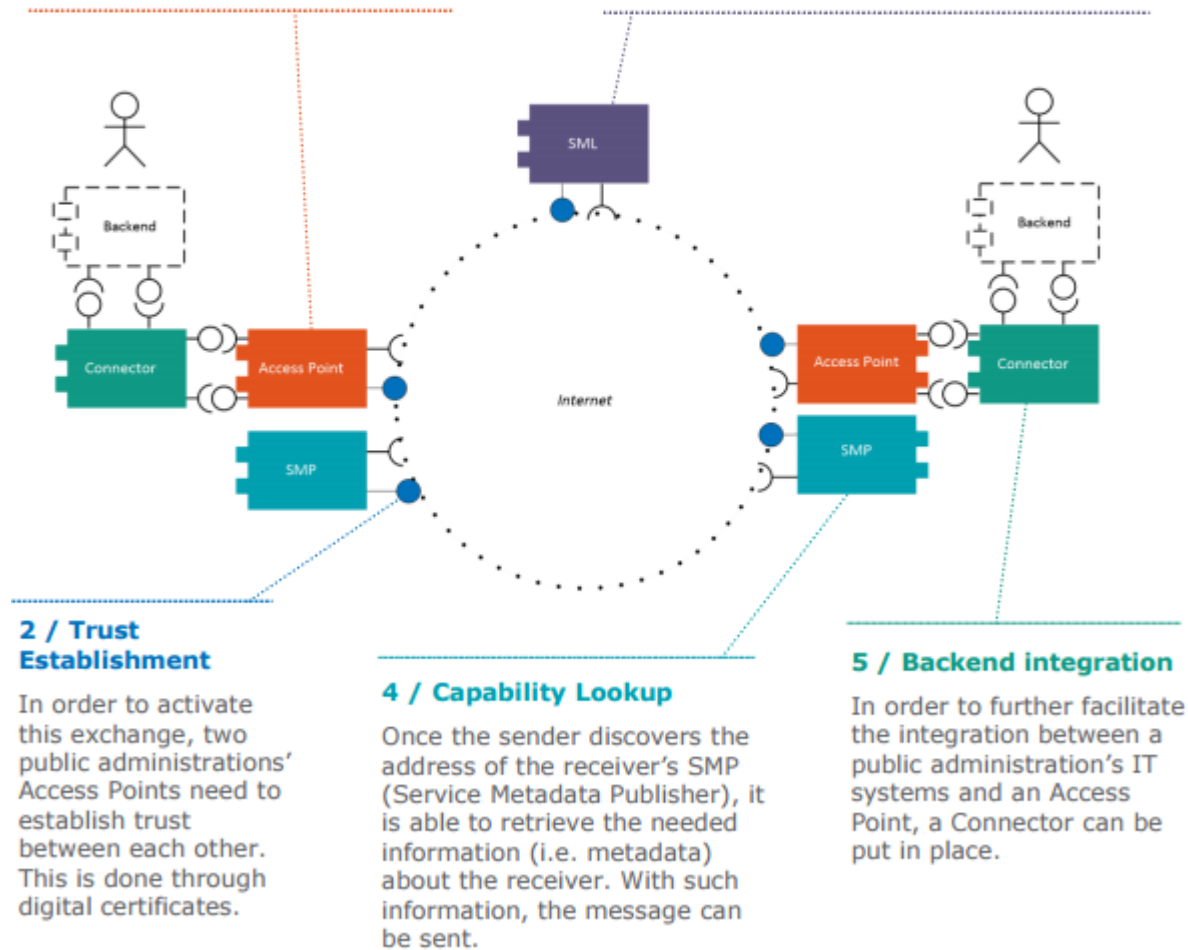 SML
Backend
Backend
Connector
Access Point
Internet
Access Point
Connector
SMP
SMP
2 / Trust
Establishment
In order to activate
this exchange, two
public administrations’
Access Points need to
establish trust
between each other.
This is done through
digital certificates.
4 / Capability Lookup
Once the sender discovers the
address of the receiver’s SMP
(Service Metadata Publisher), it
is able to retrieve the needed
information (i.e. metadata)
about the receiver. With such
information, the message can
be sent.
5 / Backend integration
In order to further facilitate
the integration between a
public administration’s IT
systems and an Access
Point, a Connector can be
put in place.